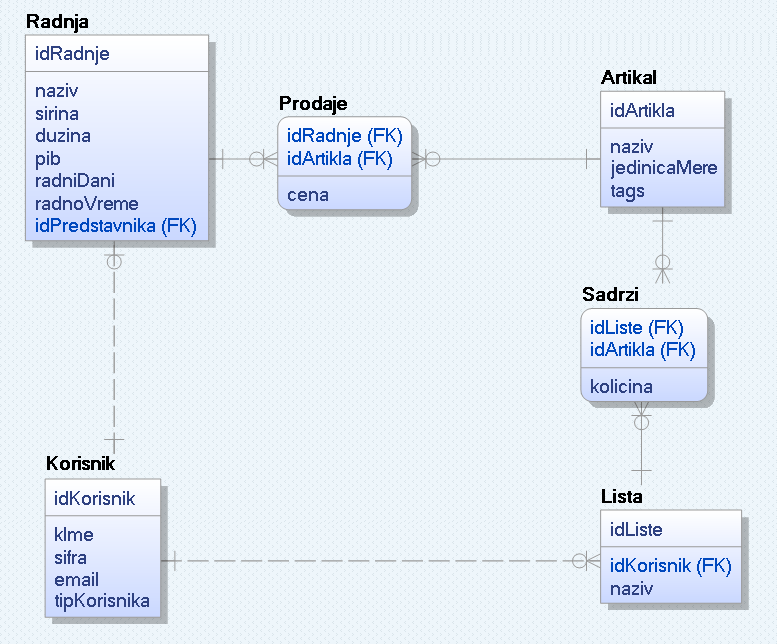 Radnja
idRadnje
naziv
sirina
duzina
pib
radniDani
radnoVreme
idPredstavnika (FK)
Prodaje
idRadnje (FK)
idArtikla (FK)
cena
Artikal
idArtikla
naziv
jedinicaMere
tags
Sadrzi
idListe (FK)
idArtikla (FK)
kolicina
Korisnik
idKorisnik
kIme
sifra
email
tipKorisnika
Lista
idListe
idKorisnik (FK)
naziv